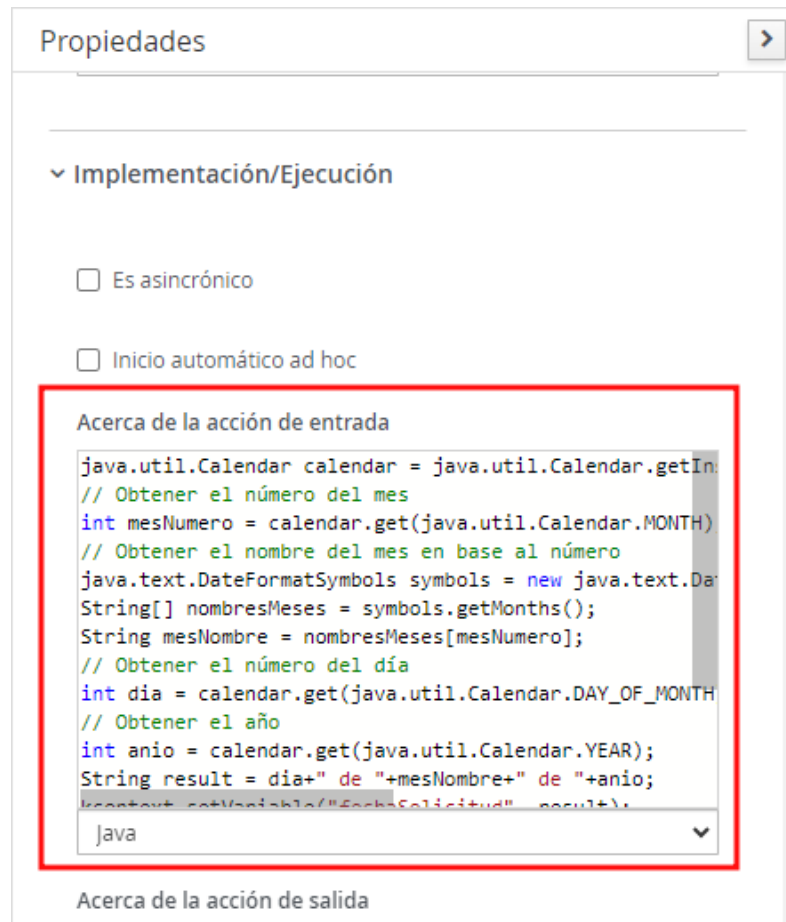 Propiedades
Implementación/Ejecución
Es asincrónico
Inicio automático ad hoc
Acerca de la acción de entrada
java.util.Calendar calendar = java.util.Calendar.getIn
// Obtener el número del mes
int mesNumero = calendar.get(java.util.Calendar.MONTH)
// Obtener el nombre del mes en base al número
java.text.DateFormatSymbols symbols = new java.text.Da
String[] nombresMeses = symbols.getMonths();
String mesNombre = nombresMeses[mesNumero];
// Obtener el número del día
int dia = calendar.get(java.util.Calendar.DAY_OF_MONTH
// Obtener el año
int anio = calendar.get(java.util.Calendar.YEAR);
String result = dia+" de "+mesNombre+" de "+anio;
kcontext.setVariable("fechaSolicitud", result);
Java
Acerca de la acción de salida